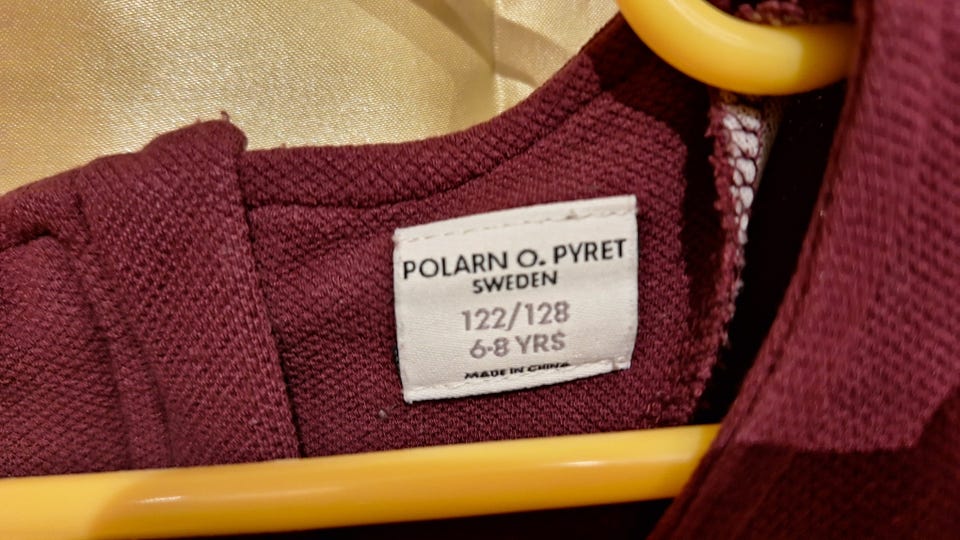 POLARN O. PYRET
SWEDEN
122/128
6-8 YRS
MADE IN CHINA